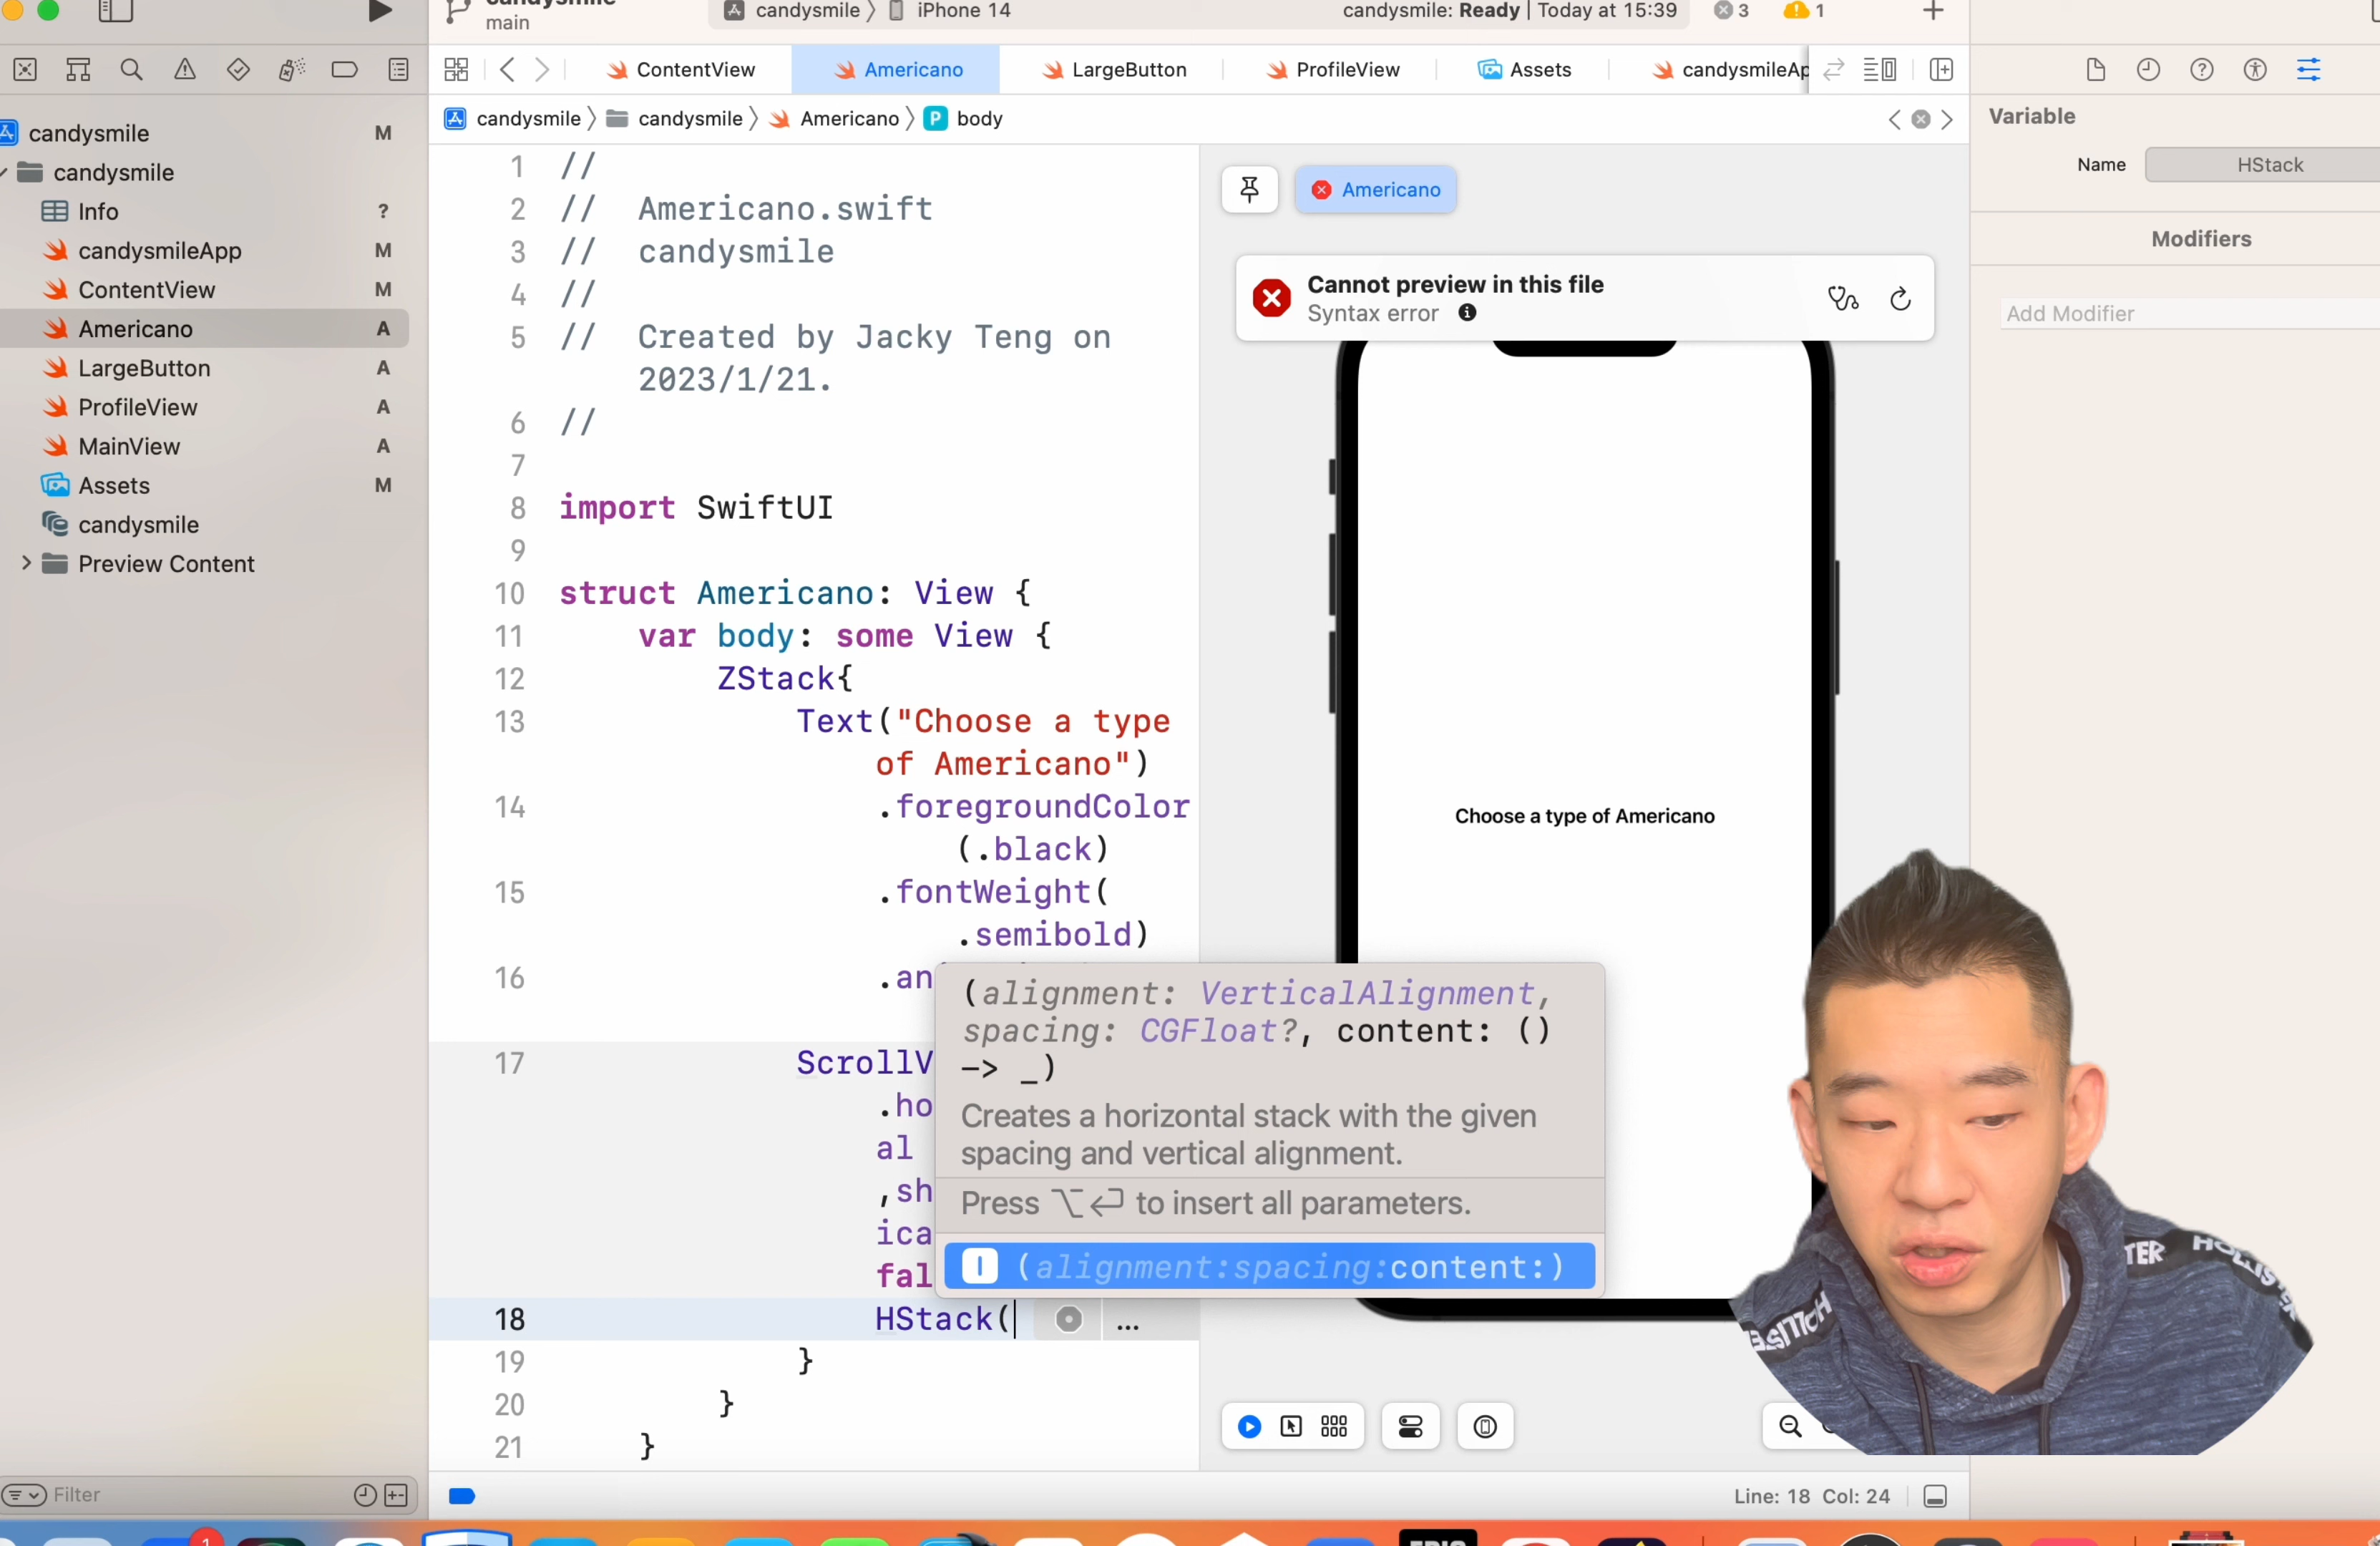 candysmile
main
candysmile 〉 iPhone 14
candysmile: Ready | Today at 15:39
3
1
ContentView
Americano
LargeButton
ProfileView
Assets
candysmileAp
candysmile 〉 candysmile 〉 Americano 〉 P body
Variable
Name HStack
Modifiers
Add Modifier
candysmile M
candysmile
Info ?
candysmileApp M
ContentView M
Americano A
LargeButton A
ProfileView A
MainView A
Assets M
candysmile
Preview Content
Filter
1 //
2 // Americano.swift
3 // candysmile
4 //
5 // Created by Jacky Teng on
2023/1/21.
6 //
7
8 import SwiftUI
9
10 struct Americano: View {
11 var body: some View {
12 ZStack{
13 Text("Choose a type
of Americano")
14 .foregroundColor
(.black)
15 .fontWeight(
.semibold)
16 .an
17 ScrollV
.ho
al
,sh
ica
fal
18 HStack( ...
19 }
20 }
21 }
(alignment: VerticalAlignment,
spacing: CGFloat?, content: ()
-> _)
Creates a horizontal stack with the given
spacing and vertical alignment.
Press ⌥↩ to insert all parameters.
I (alignment:spacing:content:)
Americano
Cannot preview in this file
Syntax error
Choose a type of Americano
Line: 18 Col: 24
1